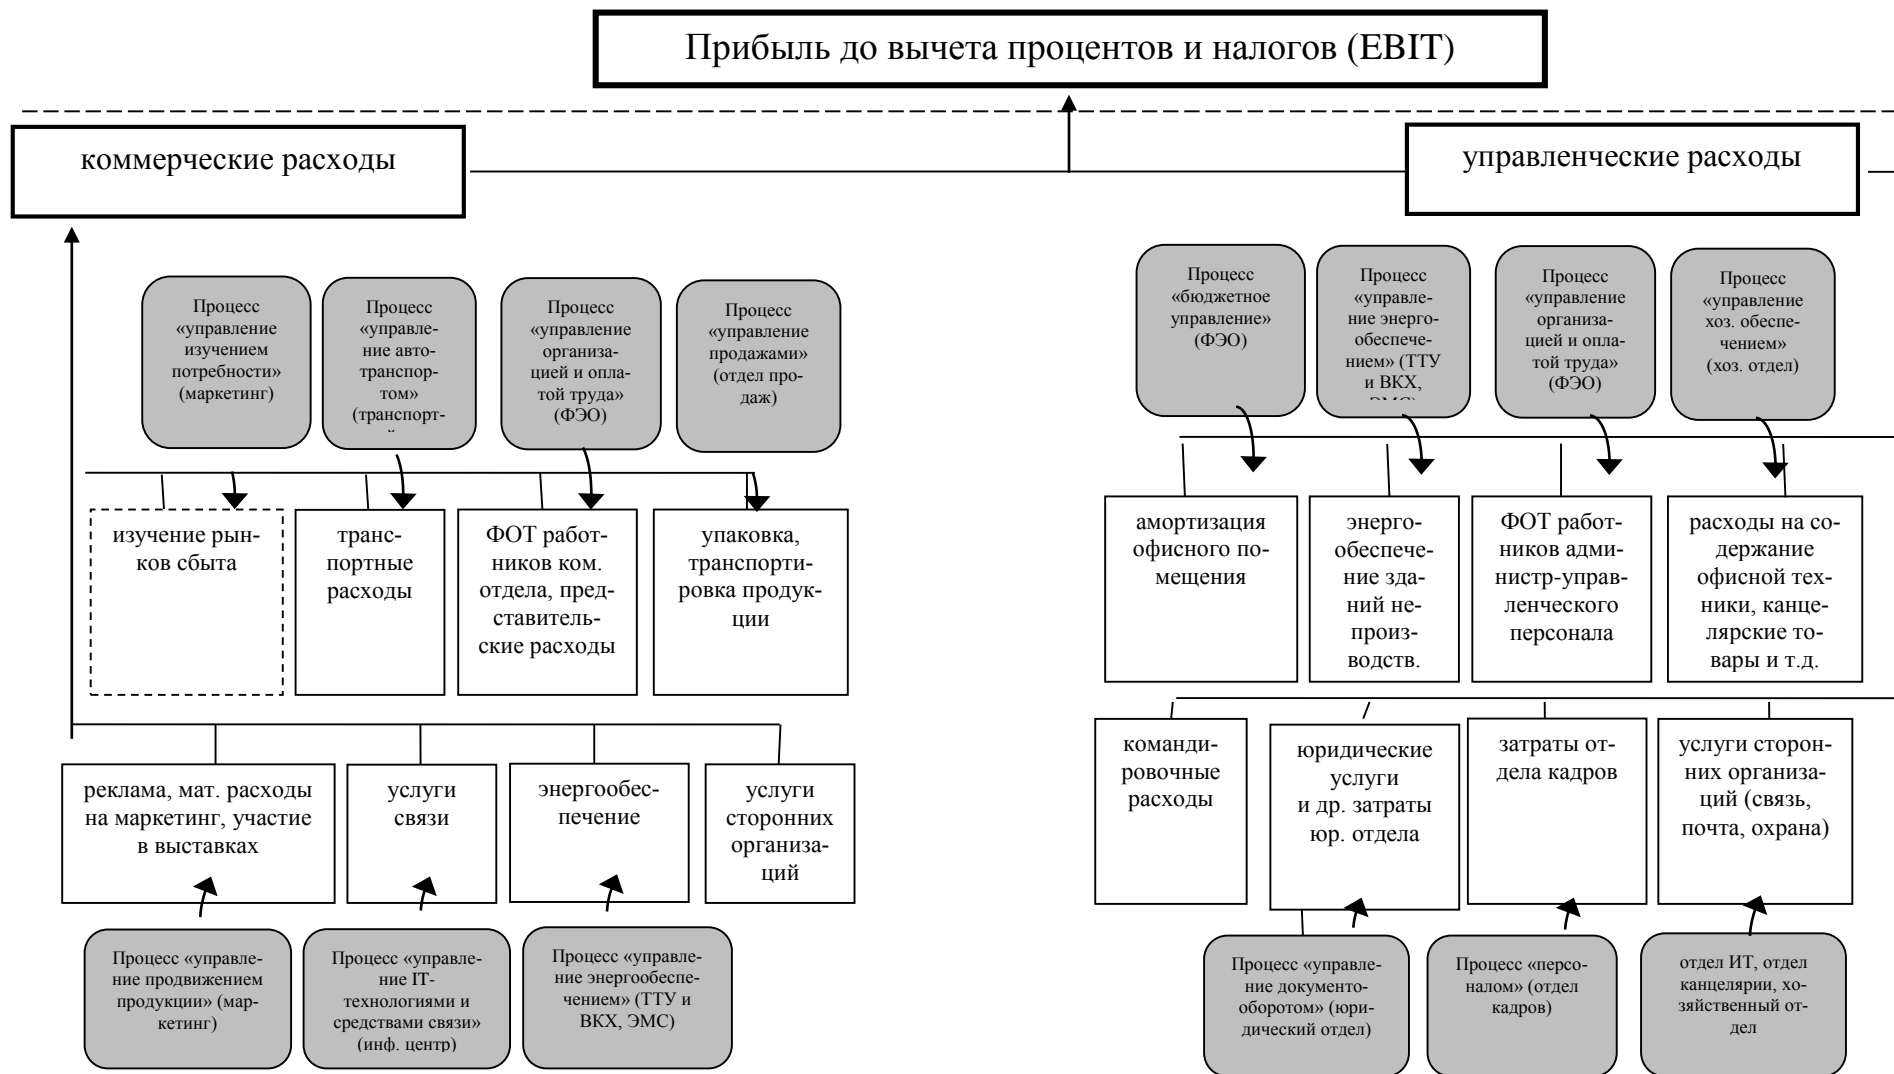 Прибыль до вычета процентов и налогов (EBIT)
коммерческие расходы
управленческие расходы
Процесс
«управление
изучением
потребности»
(маркетинг)
Процесс
«управле-
ние авто-
транспор-
том»
(транспорт-
Процесс
«управление
организа-
цией и опла-
той труда»
(ФЭО)
Процесс
«управление
продажами»
(отдел про-
даж)
Процесс
«бюджетное
управление»
(ФЭО)
Процесс
«управле-
ние энерго-
обеспече-
нием» (ТТУ
и ВКХ,
ЭМС)
Процесс
«управление
организа-
цией и опла-
той труда»
(ФЭО)
Процесс
«управление
хоз. обеспе-
чением»
(хоз. отдел)
изучение рын-
ков сбыта
транс-
портные
расходы
ФОТ работ-
ников ком.
отдела, пред-
ставитель-
ские расходы
упаковка,
транспорти-
ровка продук-
ции
амортизация
офисного по-
мещения
энерго-
обеспече-
ние зда-
ний не-
произ-
водств.
ФОТ работ-
ников адми-
нистр-управ-
ленческого
персонала
расходы на со-
держание
офисной тех-
ники, канце-
лярские то-
вары и т.д.
реклама, мат. расходы
на маркетинг, участие
в выставках
услуги
связи
энергообес-
печение
услуги
сторонних
организа-
ций
командi-
ровочные
расходы
юридические
услуги
и др. затраты
юр. отдела
затраты от-
дела кадров
услуги сторон-
них организа-
ций (связь,
почта, охрана)
Процесс «управле-
ние продвижением
продукции» (мар-
кетинг)
Процесс «управле-
ние IT-
технологиями и
средствами связи»
(инф. центр)
Процесс «управле-
ние энергообеспе-
чением» (ТТУ и
ВКХ, ЭМС)
Процесс «управле-
ние документо-
оборотом» (юри-
дический отдел)
Процесс «персо-
налом» (отдел
кадров)
отдел ИТ, отдел
канцелярии, хо-
зяйственный от-
дел